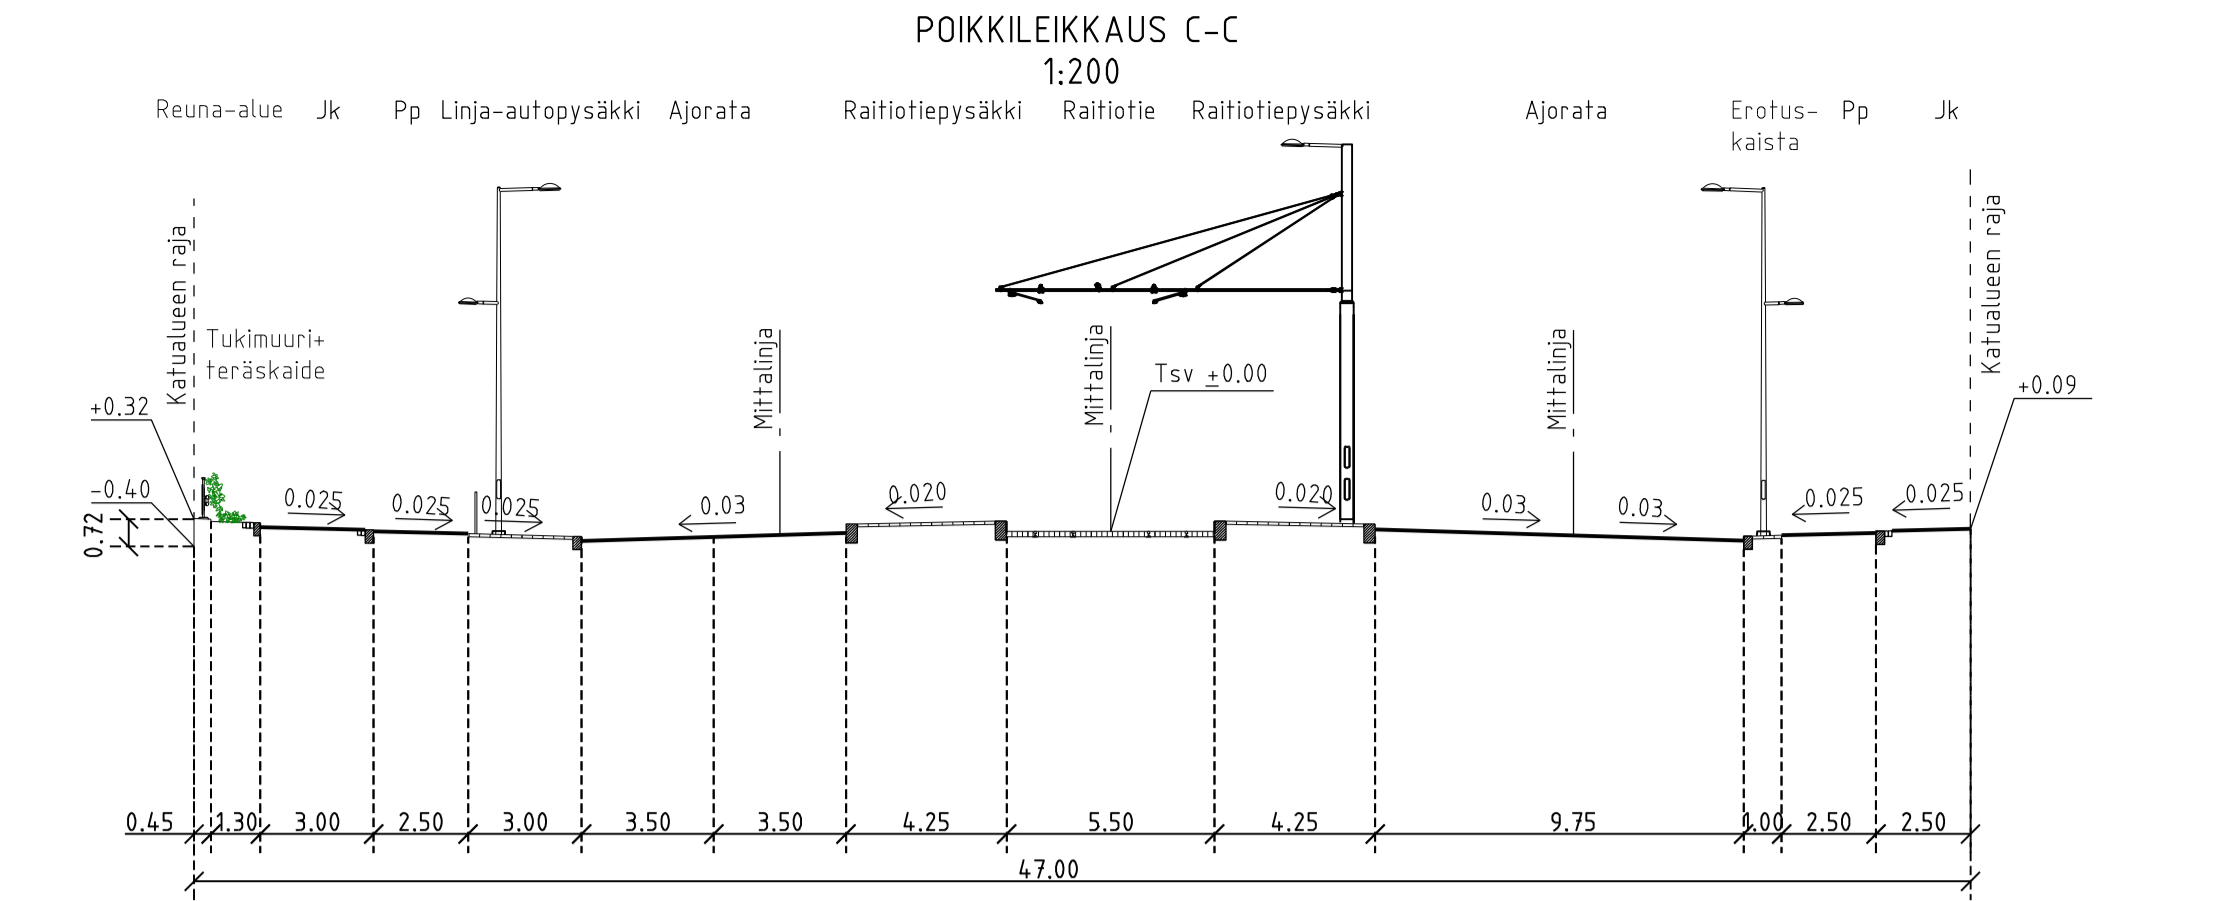 POIKKILEIKKAUS C-C
1:200
Reuna-alue Jk Pp Linja-autopysäkki Ajorata Raitiotiepysäkki Raitiotie Raitiotiepysäkki Ajorata Erotus- Pp Jk
kaista
Katualueen raja
Tukimuuri+
teräskaide
Mittalinja
Mittalinja
Mittalinja
Katualueen raja
Tsv ±0.00
+0.32
+0.09
-0.40
0.72
0.025 0.025 0.025 0.03 0.020 0.020 0.03 0.03 0.025 0.025
0.45 1.30 3.00 2.50 3.00 3.50 3.50 4.25 5.50 4.25 9.75 1.00 2.50 2.50
47.00